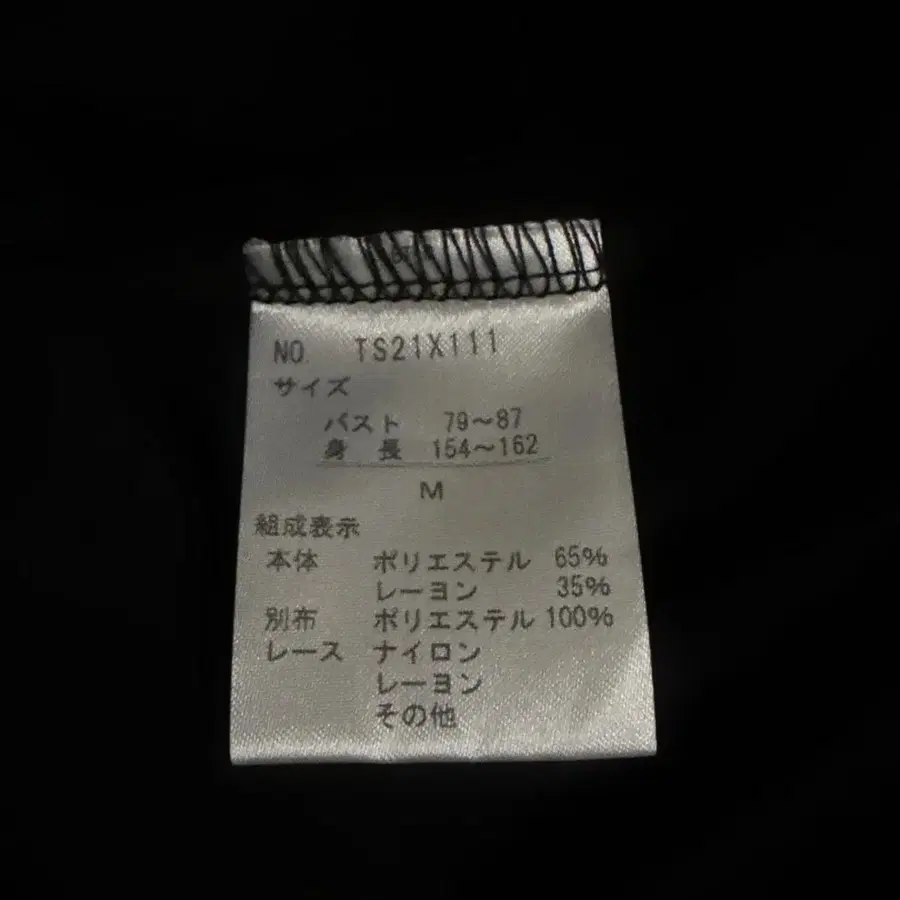 NO. TS21X111
サイズ
バスト 79～87
身 長 154～162
M
組成表示
本体 ポリエステル 65%
レーヨン 35%
別布 ポリエステル 100%
レース ナイロン
レーヨン
その他